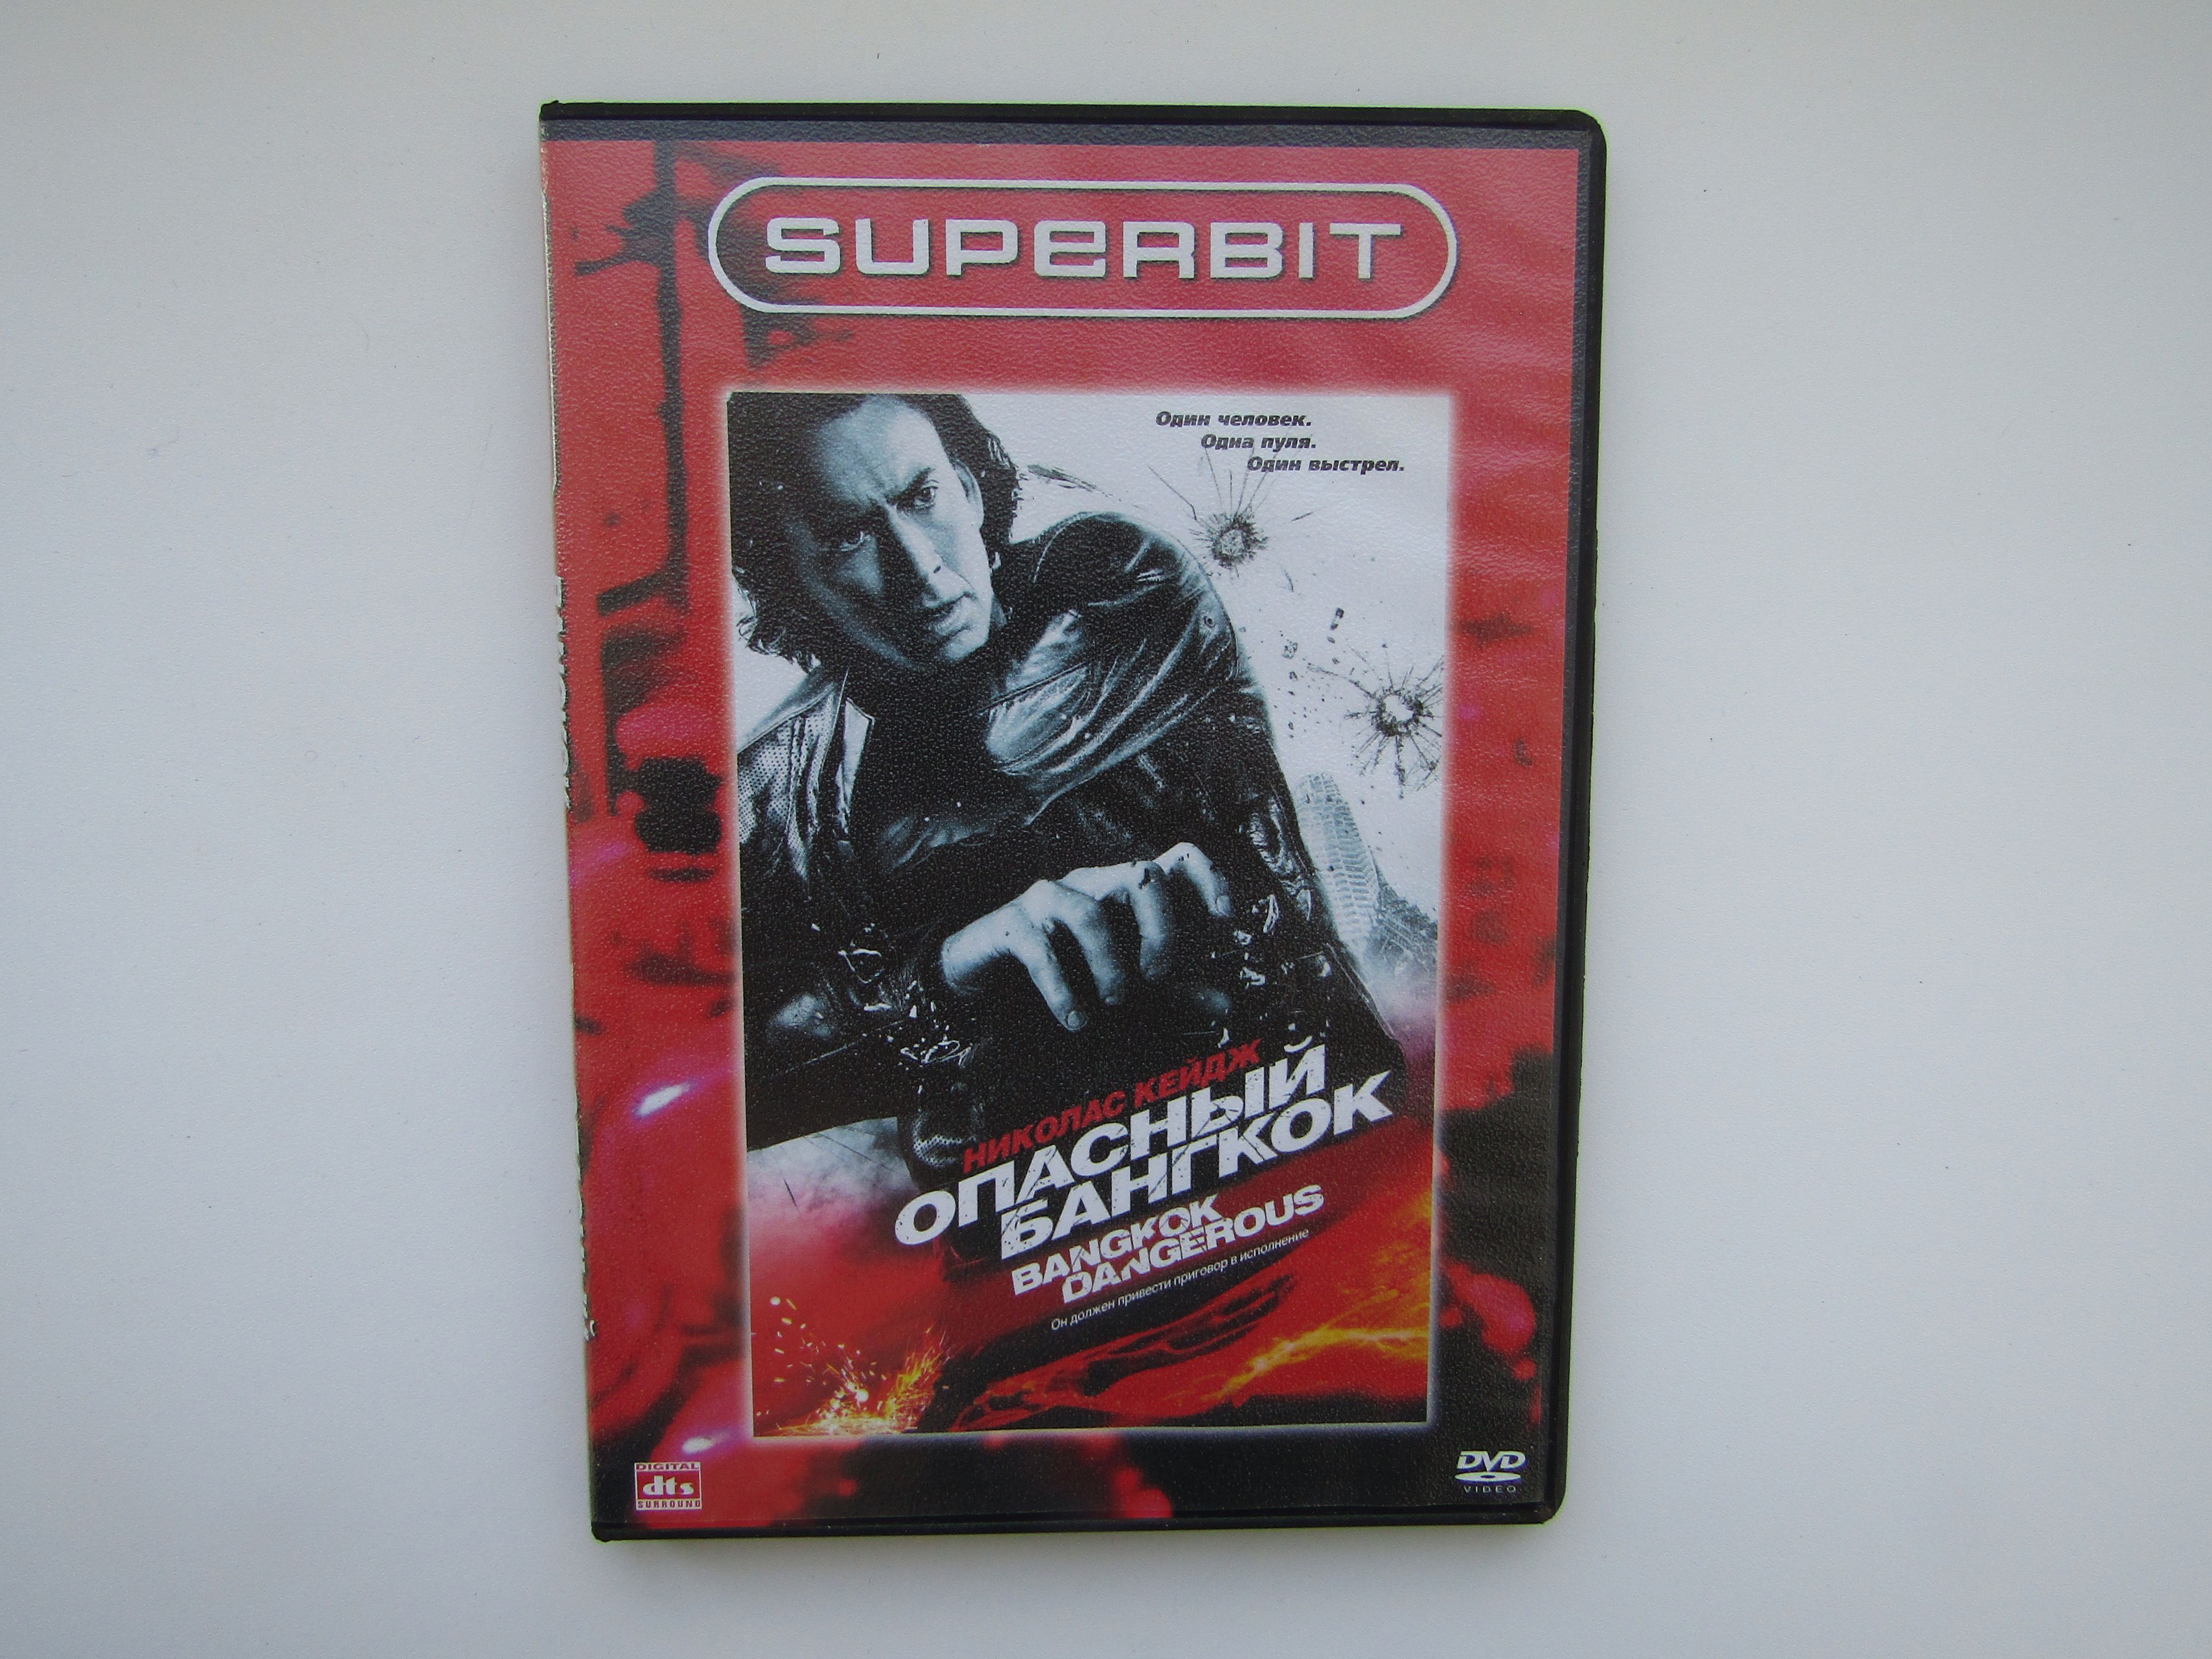 SUPERBIT
Один человек.
Одна пуля.
Один выстрел.
НИКОЛАС КЕЙДЖ
ОПАСНЫЙ
БАНГКОК
BANGKOK
DANGEROUS
Он должен привести приговор в исполнение
DIGITAL
dts
SURROUND
DVD
VIDEO